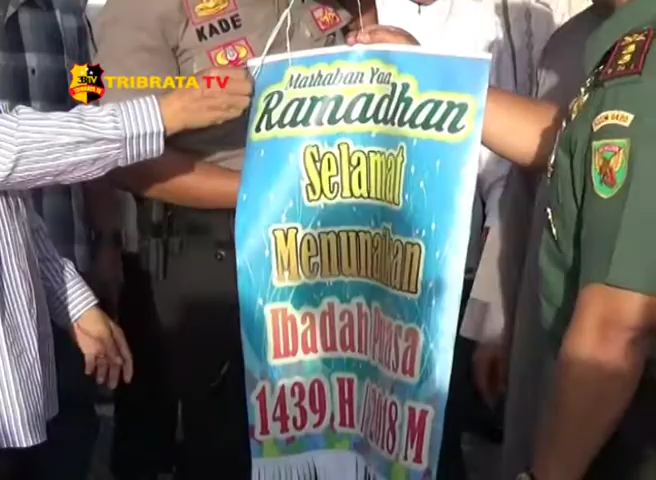 KADE
TRIBRATA TV
Marhaban Yaa
Ramadhan
Selamat
Menunaikan
Ibadah Puasa
1439 H / 2018 M